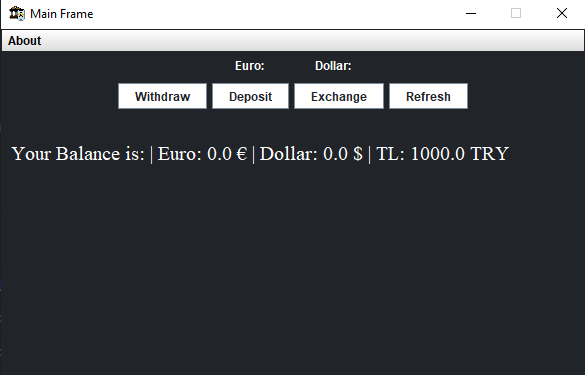 Main Frame
About
Euro: Dollar:
Withdraw Deposit Exchange Refresh
Your Balance is: | Euro: 0.0 € | Dollar: 0.0 $ | TL: 1000.0 TRY